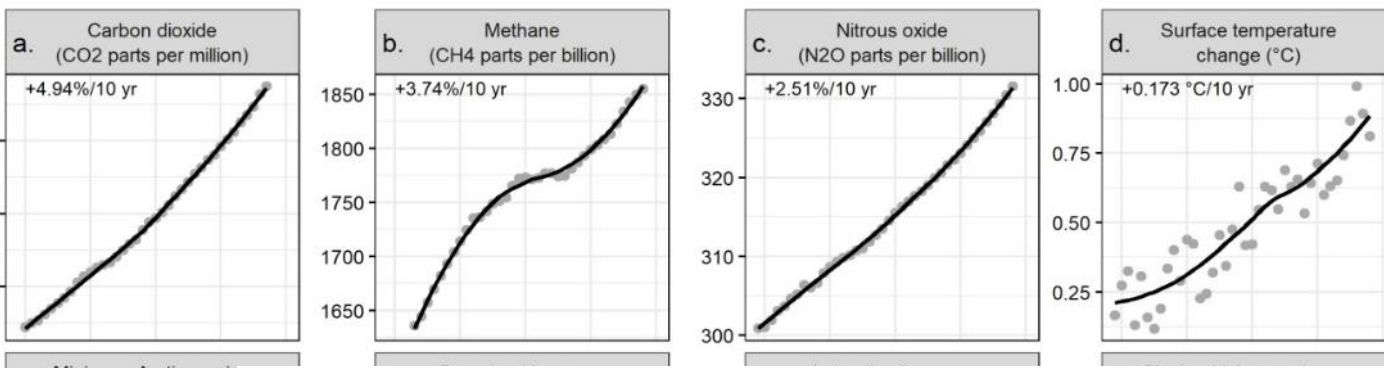 a.
Carbon dioxide
(CO2 parts per million)
+4.94%/10 yr
b.
Methane
(CH4 parts per billion)
+3.74%/10 yr
1850
1800
1750
1700
1650
c.
Nitrous oxide
(N2O parts per billion)
+2.51%/10 yr
330
320
310
300
d.
Surface temperature
change (°C)
+0.173 °C/10 yr
1.00
0.75
0.50
0.25